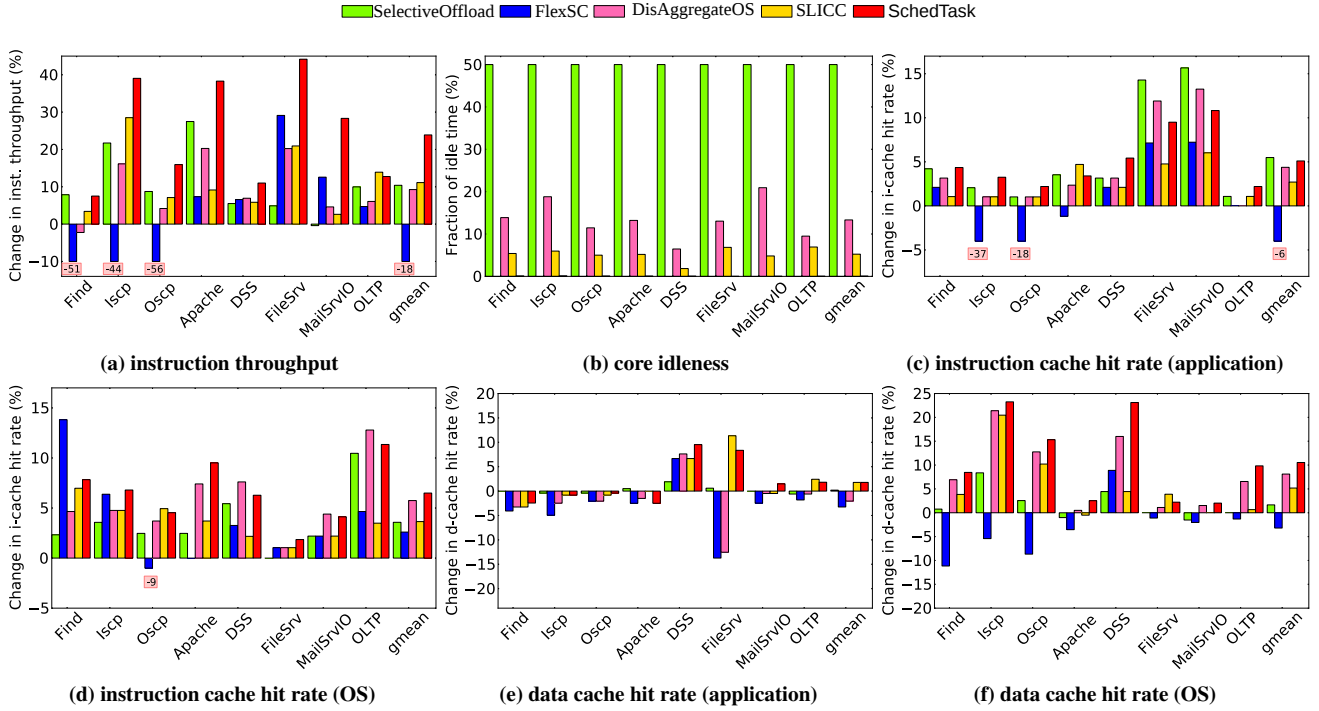 SelectiveOffload FlexSC DisAggregateOS SLICC SchedTask
Change in inst. throughput (%)
40
30
20
10
0
−10
-51 -44 -56 -18
Find Iscp Oscp Apache DSS FileSrv MailSrvIO OLTP gmean
(a) instruction throughput
Fraction of idle time (%)
50
40
30
20
10
0
Find Iscp Oscp Apache DSS FileSrv MailSrvIO OLTP gmean
(b) core idleness
Change in i-cache hit rate (%)
15
10
5
0
−5
-37 -18 -6
Find Iscp Oscp Apache DSS FileSrv MailSrvIO OLTP gmean
(c) instruction cache hit rate (application)
Change in i-cache hit rate (%)
15
10
5
0
−5
-9
Find Iscp Oscp Apache DSS FileSrv MailSrvIO OLTP gmean
(d) instruction cache hit rate (OS)
Change in d-cache hit rate (%)
20
15
10
5
0
−5
−10
−15
−20
Find Iscp Oscp Apache DSS FileSrv MailSrvIO OLTP gmean
(e) data cache hit rate (application)
Change in d-cache hit rate (%)
25
20
15
10
5
0
−5
−10
−15
−20
Find Iscp Oscp Apache DSS FileSrv MailSrvIO OLTP gmean
(f) data cache hit rate (OS)